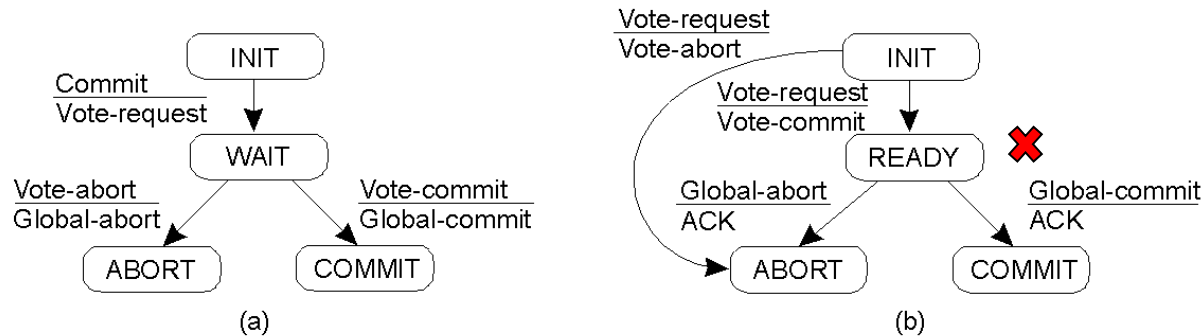 INIT
Commit
Vote-request
WAIT
Vote-abort
Global-abort
Vote-commit
Global-commit
ABORT
COMMIT
(a)
Vote-request
Vote-abort
INIT
Vote-request
Vote-commit
READY
Global-abort
ACK
Global-commit
ACK
ABORT
COMMIT
(b)